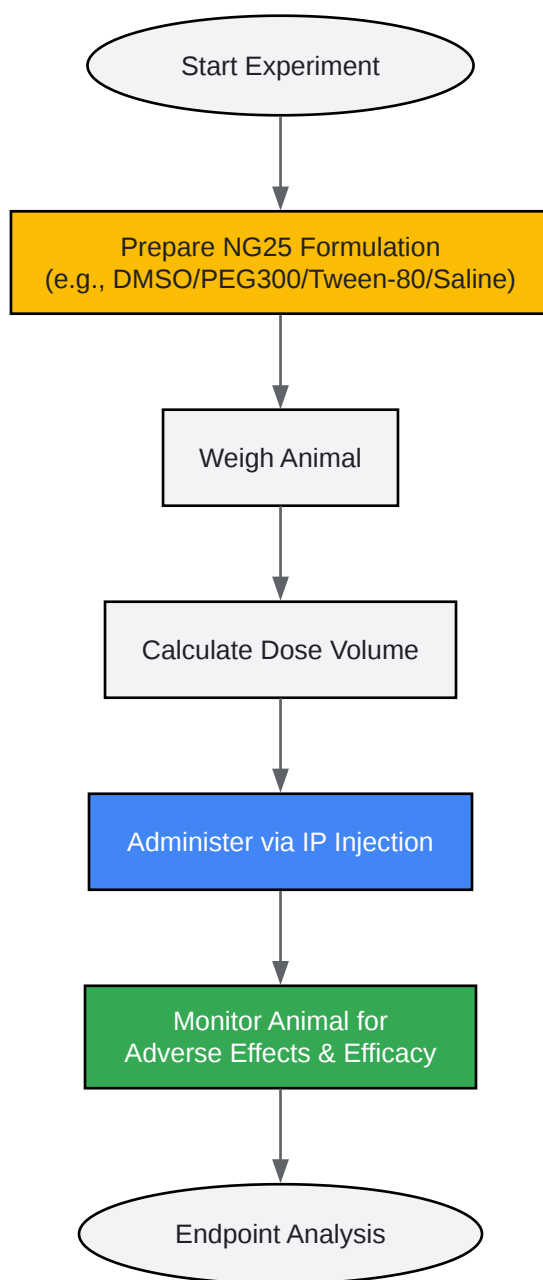 Start Experiment
Prepare NG25 Formulation
(e.g., DMSO/PEG300/Tween-80/Saline)
Weigh Animal
Calculate Dose Volume
Administer via IP Injection
Monitor Animal for
Adverse Effects & Efficacy
Endpoint Analysis